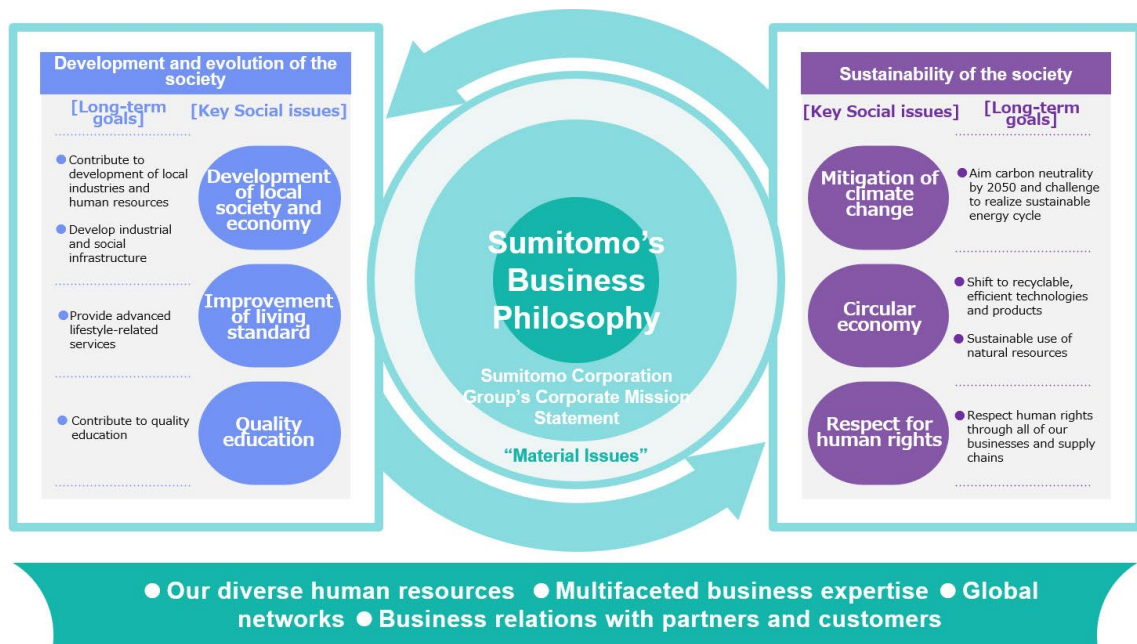 Development and evolution of the
society
[Long-term
goals]
[Key Social issues]
● Contribute to
development of local
industries and
human resources
● Develop industrial
and social
infrastructure
Development
of local
society and
economy
● Provide advanced
lifestyle-related
services
Improvement
of living
standard
● Contribute to quality
education
Quality
education
Sumitomo’s
Business
Philosophy
Sumitomo Corporation
Group’s Corporate Mission
Statement
“Material Issues”
Sustainability of the society
[Key Social issues]
[Long-term
goals]
Mitigation of
climate
change
● Aim carbon neutrality
by 2050 and challenge
to realize sustainable
energy cycle
Circular
economy
● Shift to recyclable,
efficient technologies
and products
● Sustainable use of
natural resources
Respect for
human rights
● Respect human rights
through all of our
businesses and supply
chains
● Our diverse human resources ● Multifaceted business expertise ● Global
networks ● Business relations with partners and customers